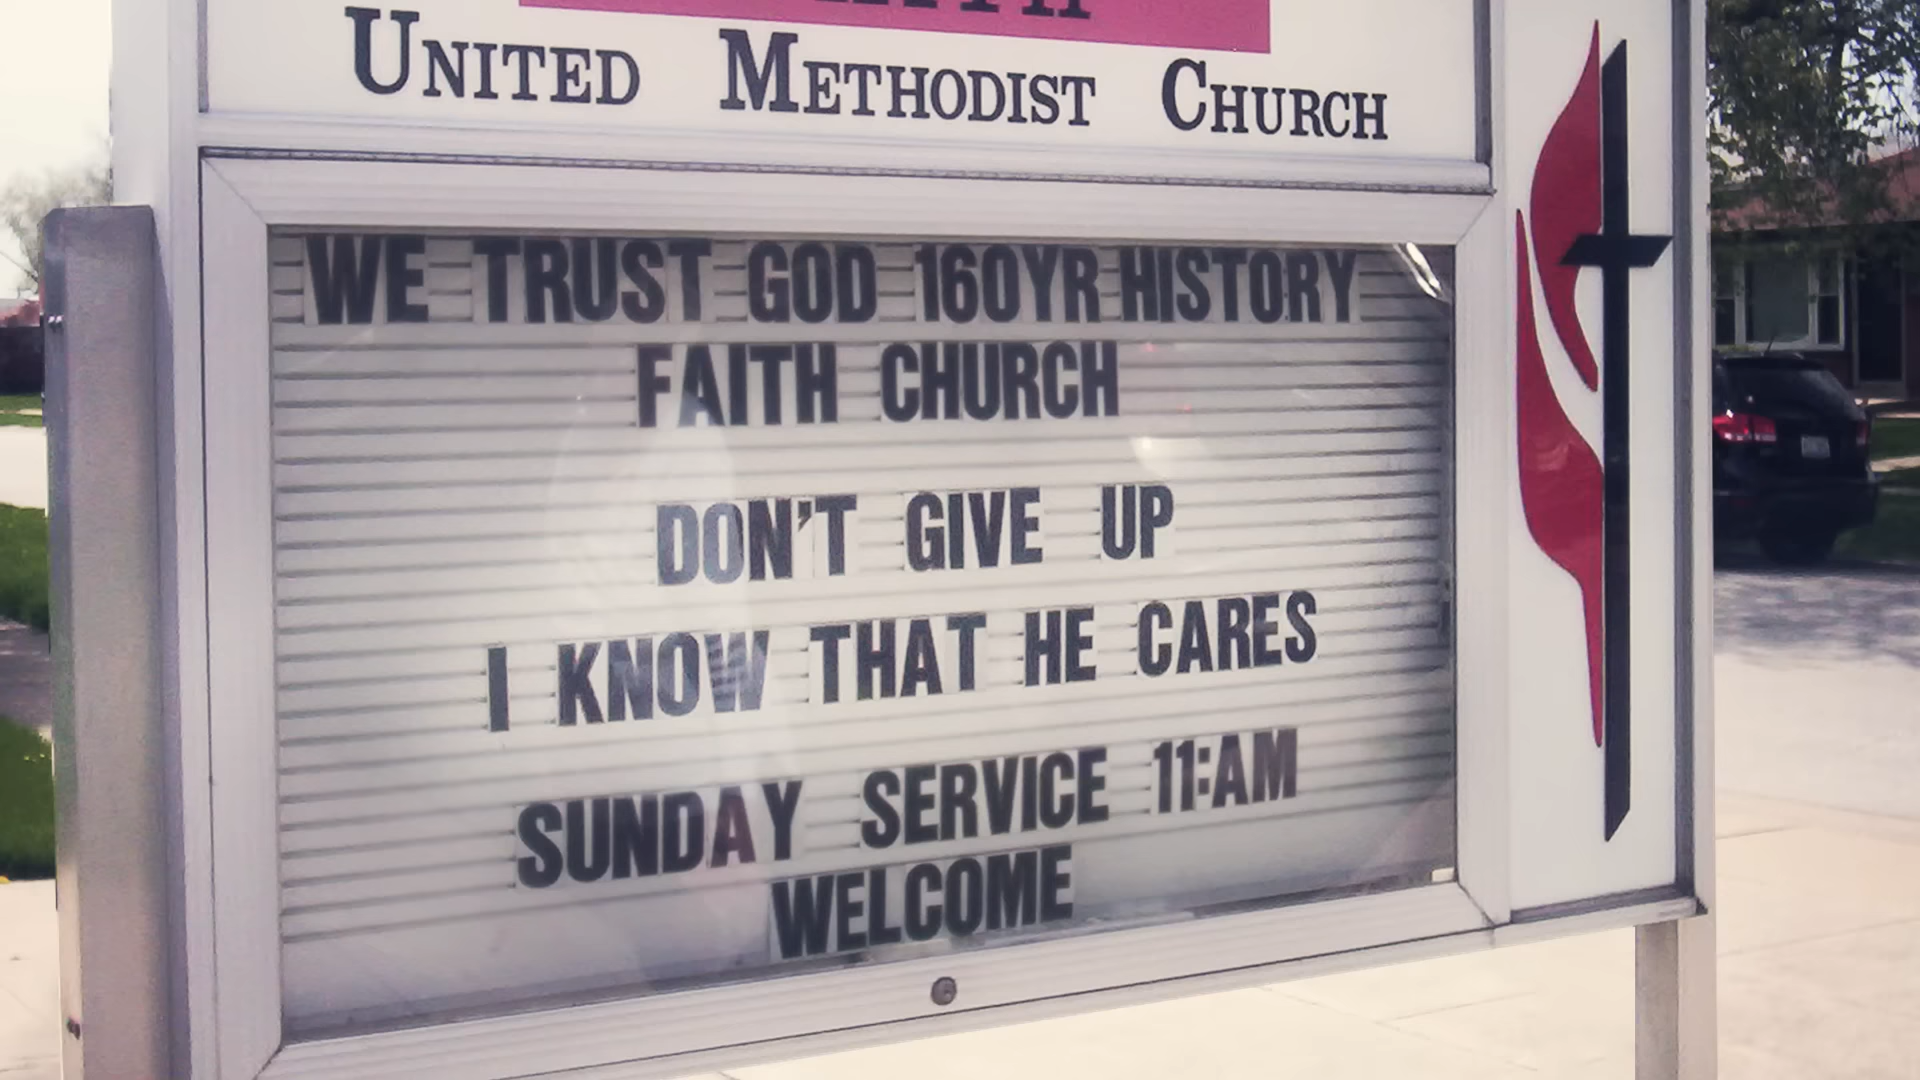 UNITED METHODIST CHURCH
WE TRUST GOD 160YR HISTORY
FAITH CHURCH
DON'T GIVE UP
I KNOW THAT HE CARES
SUNDAY SERVICE 11:AM
WELCOME